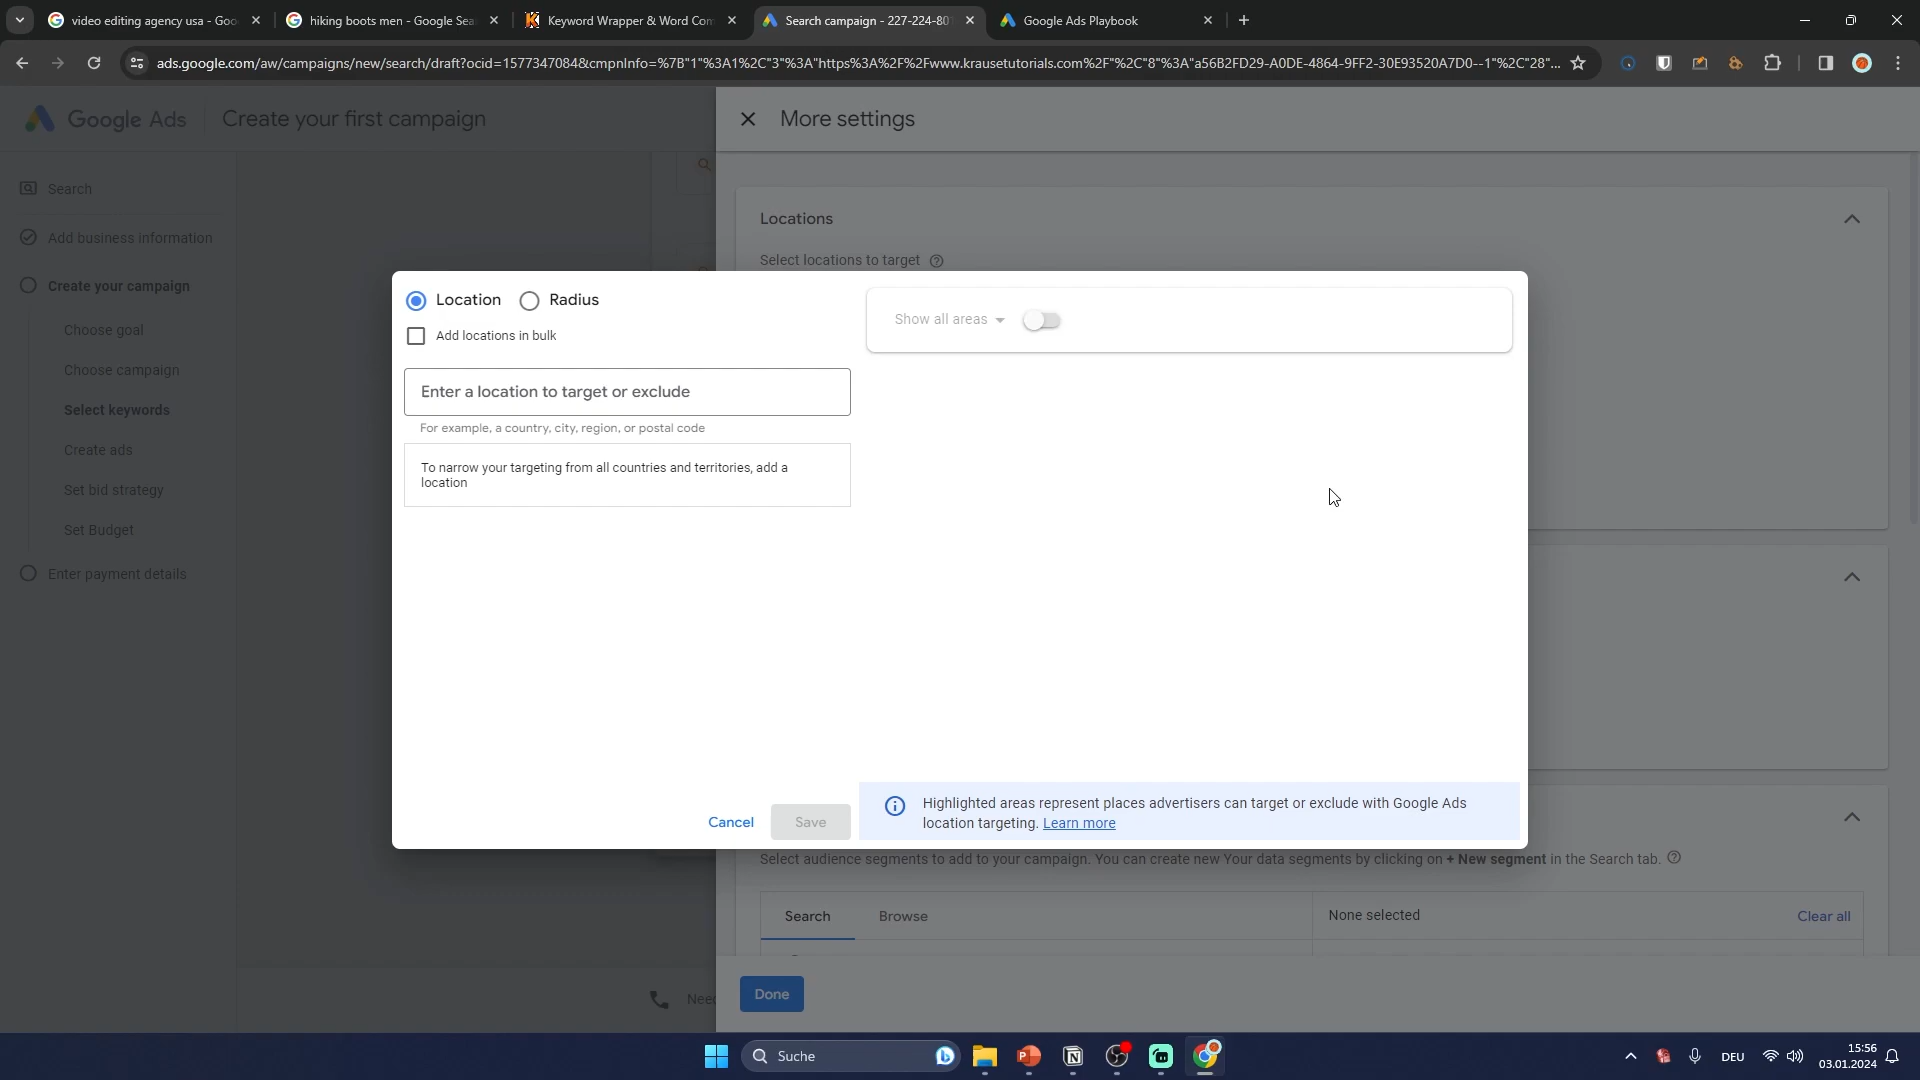 video editing agency usa - Goo
hiking boots men - Google Sea
Keyword Wrapper & Word Com
Search campaign - 227-224-801
Google Ads Playbook
ads.google.com/aw/campaigns/new/search/draft?ocid=1577347084&cmpnInfo=%7B"1"%3A1%2C"3"%3A"https%3A%2F%2Fwww.krausetutorials.com%2F"%2C"8"%3A"a56B2FD29-A0DE-4864-9FF2-30E93520A7D0--1"%2C"28"...
Google Ads
Create your first campaign
More settings
Search
Add business information
Create your campaign
Choose goal
Choose campaign
Select keywords
Create ads
Set bid strategy
Set Budget
Enter payment details
Locations
Select locations to target
Location
Radius
Add locations in bulk
Show all areas
Enter a location to target or exclude
For example, a country, city, region, or postal code
To narrow your targeting from all countries and territories, add a
location
Cancel
Save
Highlighted areas represent places advertisers can target or exclude with Google Ads
location targeting. Learn more
Select audience segments to add to your campaign. You can create new Your data segments by clicking on + New segment in the Search tab.
Search
Browse
None selected
Clear all
Need
Done
Suche
DEU
15:56
03.01.2024